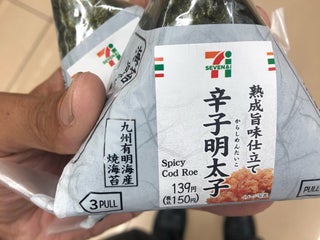 7
SEVEN&i
熟成旨味仕立て
からしめんたいこ
辛子明太子
Spicy
Cod Roe
139円
150円
九州有明海産
焼海苔
3 PULL